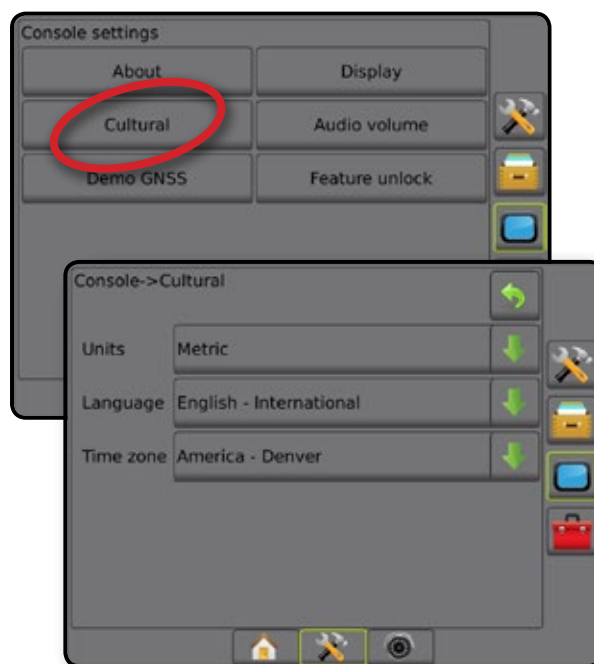 Console settings
About Display
Cultural Audio volume
Demo GNSS Feature unlock
Console->Cultural
Units Metric
Language English - International
Time zone America - Denver